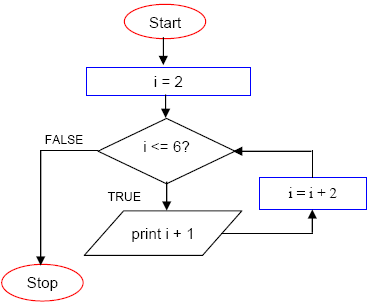 Start
i = 2
i <= 6?
FALSE
TRUE
print i + 1
i = i + 2
Stop